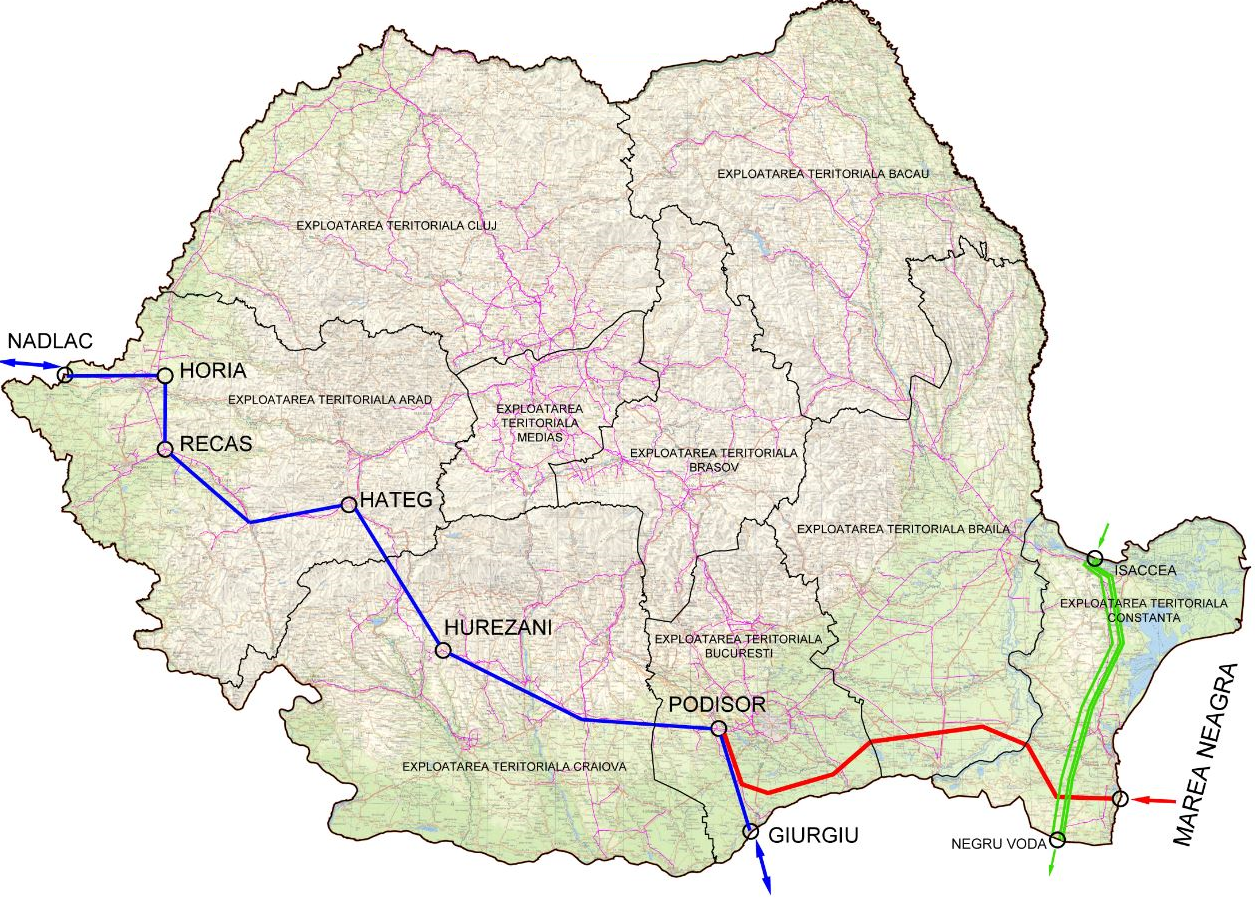 EXPLOATAREA TERITORIALA BACAU
EXPLOATAREA TERITORIALA CLUJ
NADLAC
HORIA
EXPLOATAREA TERITORIALA ARAD
EXPLOATAREA
TERITORIALA
MEDIAS
RECAS
EXPLOATAREA TERITORIALA
BRASOV
HATEG
EXPLOATAREA TERITORIALA BRAILA
ISACCEA
EXPLOATAREA TERITORIALA
CONSTANTA
HUREZANI
EXPLOATAREA TERITORIALA
BUCURESTI
PODISOR
MAREA NEAGRA
EXPLOATAREA TERITORIALA CRAIOVA
GIURGIU
NEGRU VODA